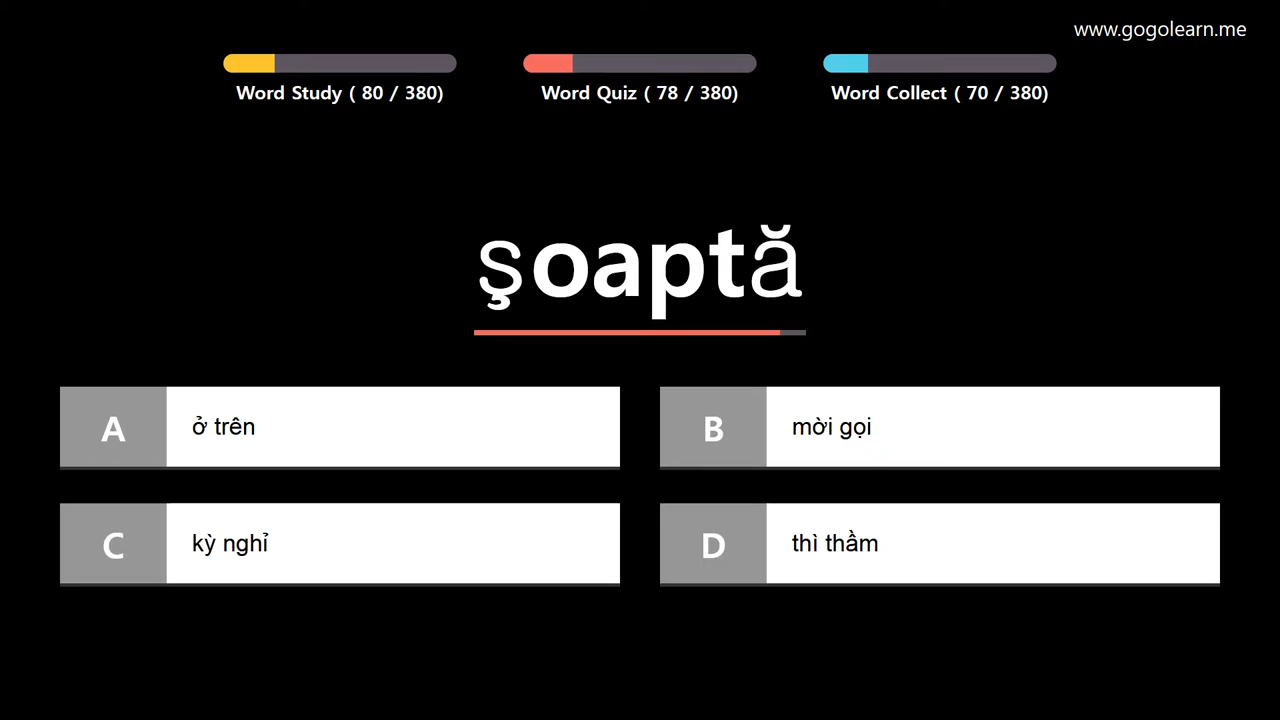 www.gogolearn.me
Word Study ( 80 / 380)
Word Quiz ( 78 / 380)
Word Collect ( 70 / 380)
şoaptă
A ở trên
B mời gọi
C kỳ nghỉ
D thì thầm